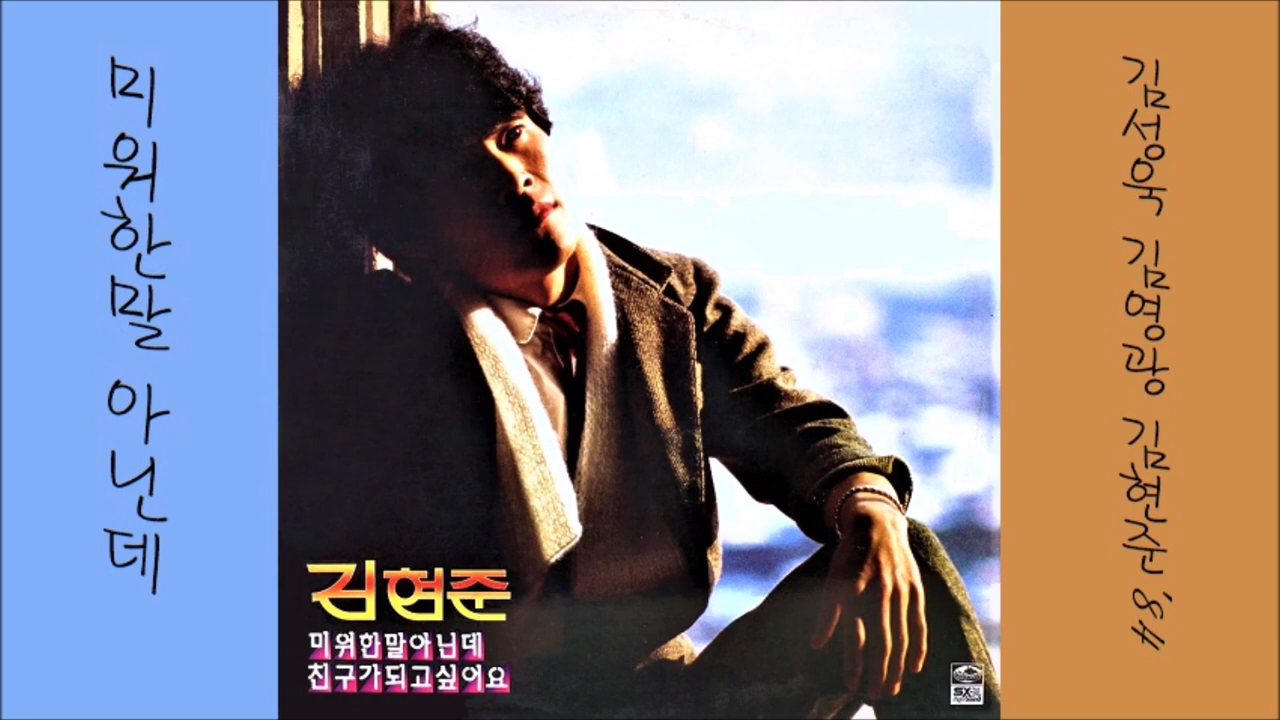 미워한말 아닌데
김현준
미워한말아닌데
친구가되고싶어요
김성욱 김영광 김현준 '84